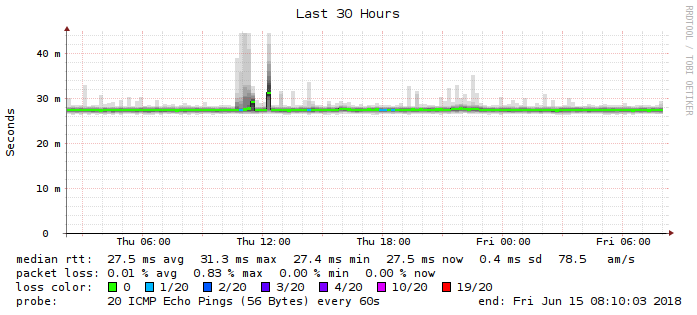 Last 30 Hours
RRDTOOL / TOBI OETIKER
Seconds
40 m
30 m
20 m
10 m
0
Thu 06:00 Thu 12:00 Thu 18:00 Fri 00:00 Fri 06:00
median rtt: 27.5 ms avg 31.3 ms max 27.4 ms min 27.5 ms now 0.4 ms sd 78.5 am/s
packet loss: 0.01 % avg 0.83 % max 0.00 % min 0.00 % now
loss color: 0 1/20 2/20 3/20 4/20 10/20 19/20
probe: 20 ICMP Echo Pings (56 Bytes) every 60s end: Fri Jun 15 08:10:03 2018